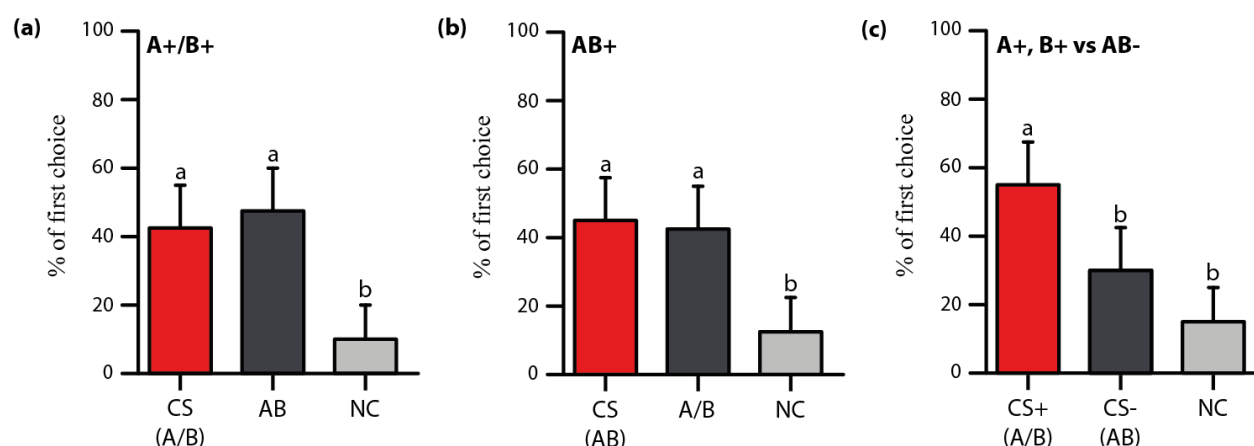 (a)
A+/B+
% of first choice
100
80
60
40
20
0
a
a
b
CS
(A/B)
AB
NC
(b)
AB+
% of first choice
100
80
60
40
20
0
a
a
b
CS
(AB)
A/B
NC
(c)
A+, B+ vs AB-
% of first choice
100
80
60
40
20
0
a
b
b
CS+
(A/B)
CS-
(AB)
NC